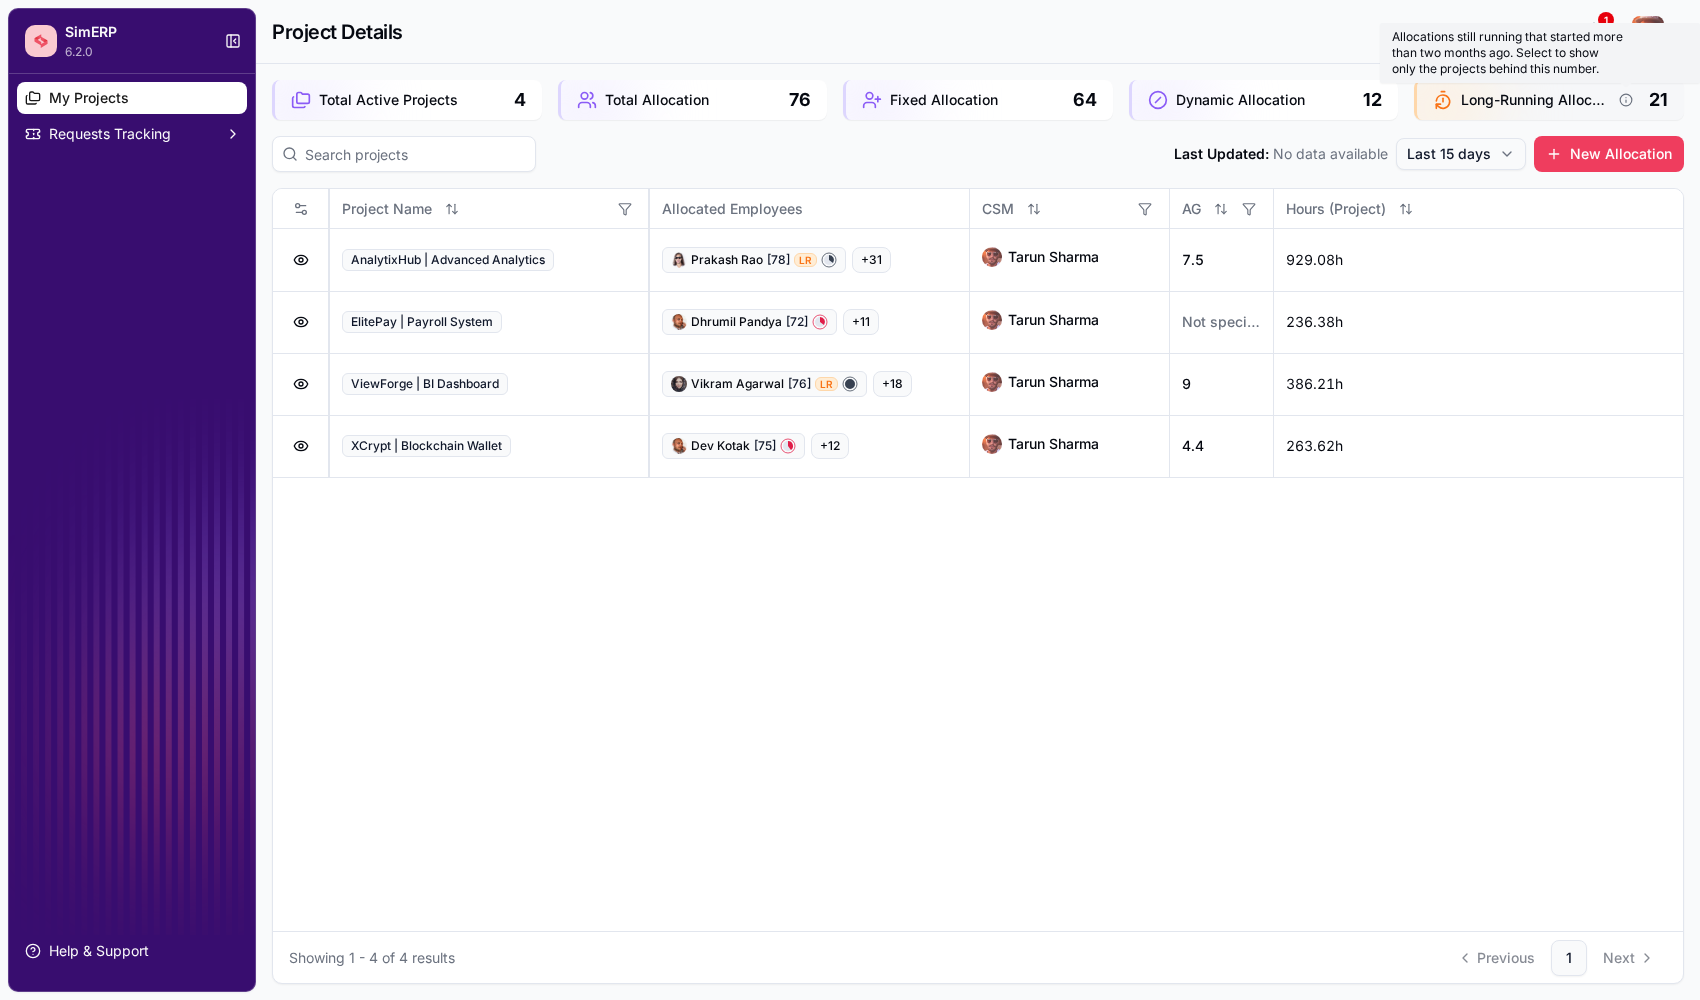 SimERP
6.2.0
My Projects
Requests Tracking
Help & Support
Project Details
1
Allocations still running that started more
than two months ago. Select to show
only the projects behind this number.
Total Active Projects 4
Total Allocation 76
Fixed Allocation 64
Dynamic Allocation 12
Long-Running Alloc... 21
Search projects
Last Updated: No data available
Last 15 days
New Allocation
Project Name Allocated Employees CSM AG Hours (Project)
AnalytixHub | Advanced Analytics Prakash Rao [78] LR +31 Tarun Sharma 7.5 929.08h
ElitePay | Payroll System Dhrumil Pandya [72] +11 Tarun Sharma Not speci... 236.38h
ViewForge | BI Dashboard Vikram Agarwal [76] LR +18 Tarun Sharma 9 386.21h
XCrypt | Blockchain Wallet Dev Kotak [75] +12 Tarun Sharma 4.4 263.62h
Showing 1 - 4 of 4 results
Previous 1 Next